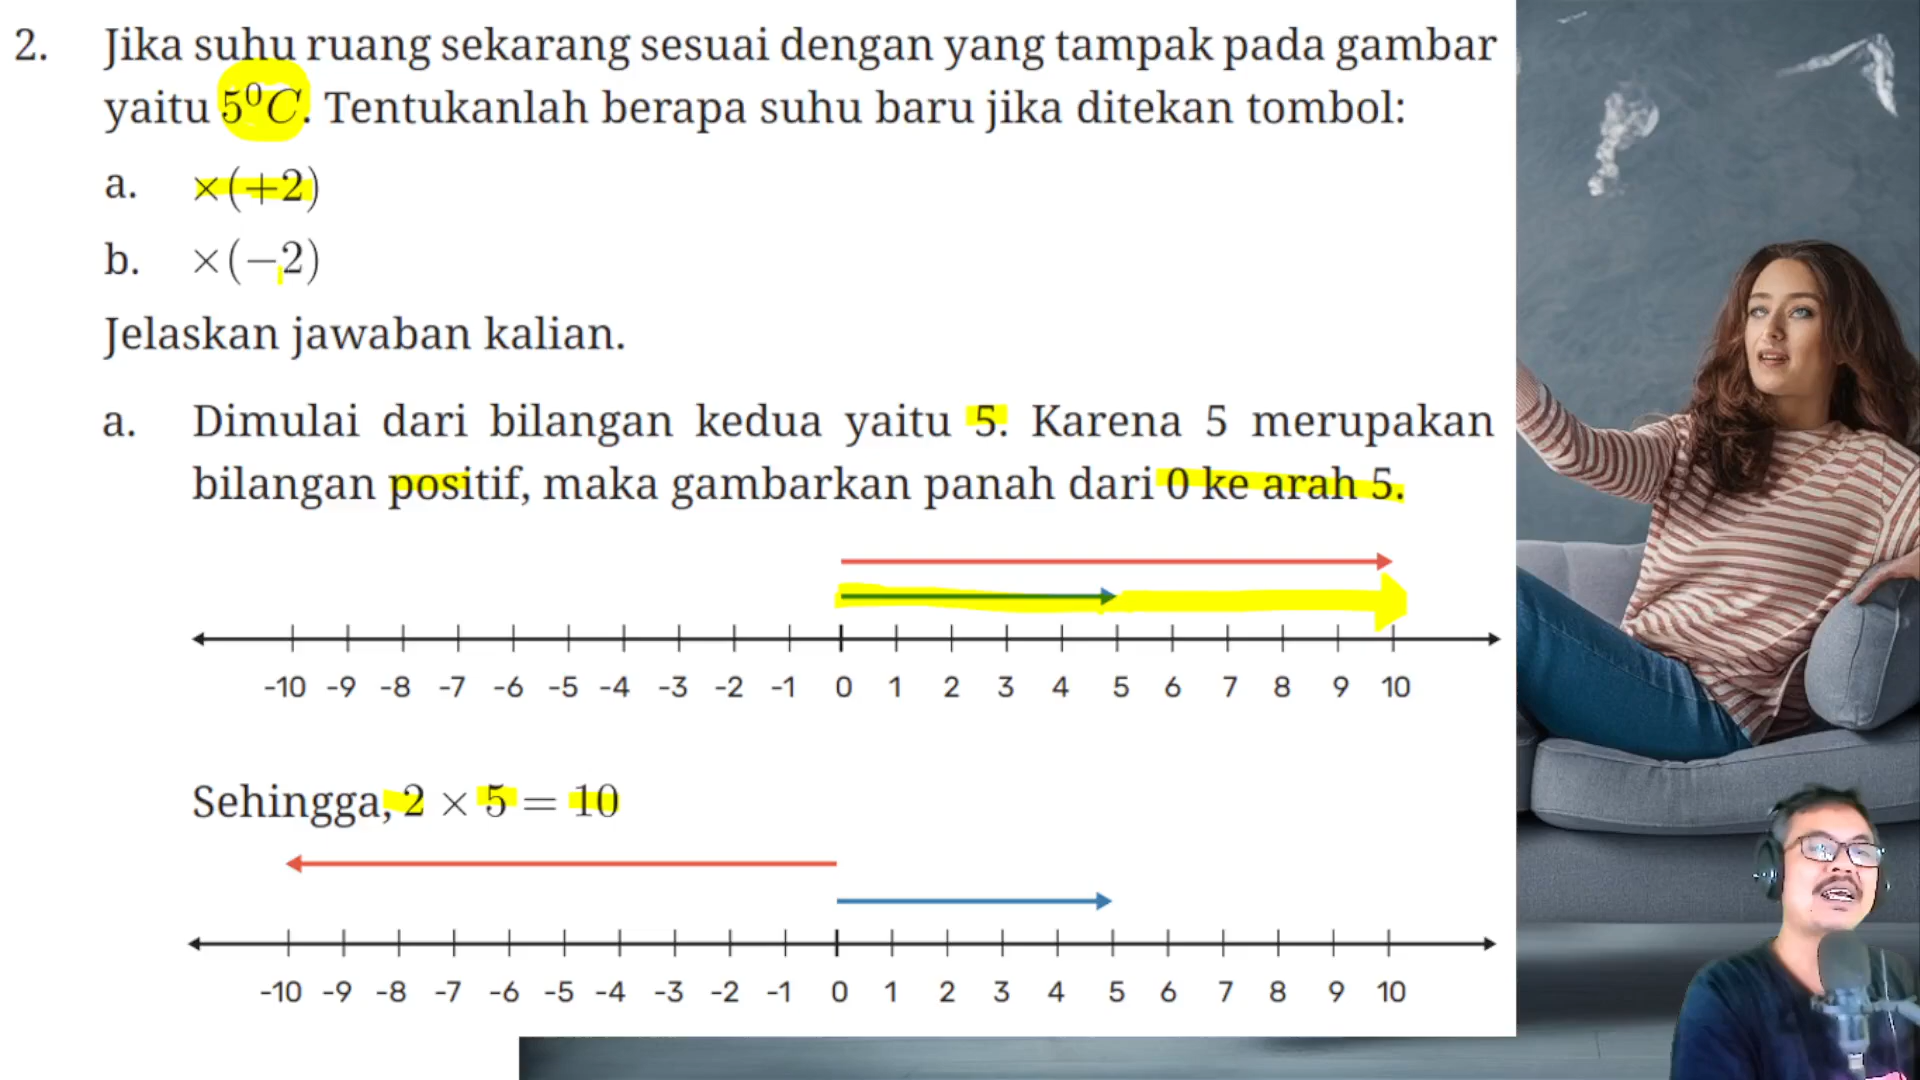 2. Jika suhu ruang sekarang sesuai dengan yang tampak pada gambar
yaitu 5⁰C. Tentukanlah berapa suhu baru jika ditekan tombol:
a. ×(+2)
b. ×(−2)
Jelaskan jawaban kalian.
a. Dimulai dari bilangan kedua yaitu 5. Karena 5 merupakan
bilangan positif, maka gambarkan panah dari 0 ke arah 5.
-10 -9 -8 -7 -6 -5 -4 -3 -2 -1 0 1 2 3 4 5 6 7 8 9 10
Sehingga, 2 × 5 = 10
-10 -9 -8 -7 -6 -5 -4 -3 -2 -1 0 1 2 3 4 5 6 7 8 9 10